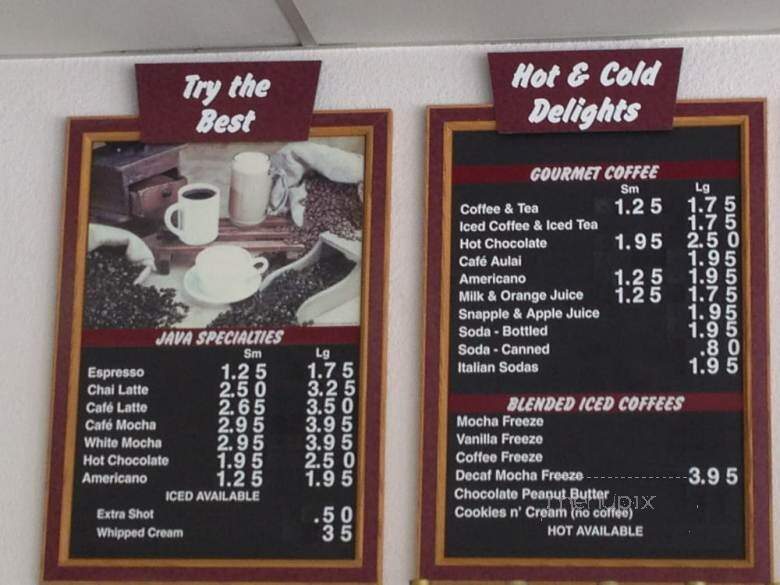 Try the
Best
JAVA SPECIALTIES
Sm Lg
Espresso 1.25 1.75
Chai Latte 2.50 3.25
Café Latte 2.65 3.50
Café Mocha 2.95 3.95
White Mocha 2.95 3.95
Hot Chocolate 1.95 2.50
Americano 1.25 1.95
ICED AVAILABLE
Extra Shot .50
Whipped Cream 35
Hot & Cold
Delights
GOURMET COFFEE
Sm Lg
Coffee & Tea 1.25 1.75
Iced Coffee & Iced Tea 1.75
Hot Chocolate 1.95 2.50
Café Aulai 1.95
Americano 1.25 1.95
Milk & Orange Juice 1.25 1.75
Snapple & Apple Juice 1.95
Soda - Bottled 1.95
Soda - Canned .80
Italian Sodas 1.95
BLENDED ICED COFFEES
Mocha Freeze
Vanilla Freeze
Coffee Freeze
Decaf Mocha Freeze 3.95
Chocolate Peanut Butter
Cookies n' Cream (no coffee)
HOT AVAILABLE
menupix